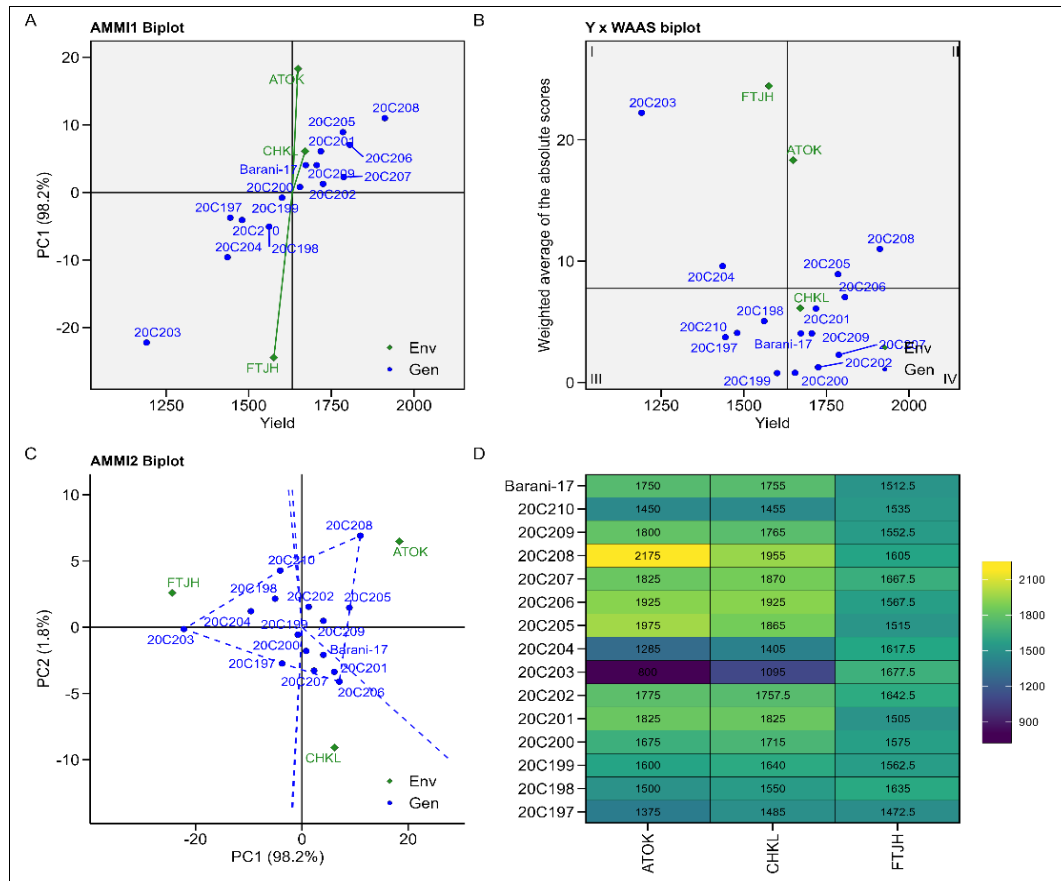 A
AMMI1 Biplot
PC1 (98.2%)
20
10
0
-10
-20
ATOK
20C208
20C205
20C201
CHKL
20C206
Barani-17
20C209
20C207
20C200
20C202
20C197
20C199
20C210
20C204
20C198
20C203
FTJH
Env
Gen
1250
1500
1750
2000
Yield
B
Y x WAAS biplot
Weighted average of the absolute scores
20
10
0
I
II
III
IV
FTJH
20C203
ATOK
20C208
20C205
20C204
20C206
CHKL
20C198
20C201
20C210
20C209
20C197
Barani-17
20C207
Env
20C202
Gen
20C199
20C200
1250
1500
1750
2000
Yield
C
AMMI2 Biplot
PC2 (1.8%)
10
5
0
-5
-10
20C208
ATOK
20C210
FTJH
20C198
20C202
20C205
20C204
20C199
20C203
20C209
20C200
Barani-17
20C197
20C201
20C207
20C206
CHKL
Env
Gen
-20
0
20
PC1 (98.2%)
D
Barani-17 1750 1755 1512.5
20C210 1450 1455 1535
20C209 1800 1765 1552.5
20C208 2175 1955 1605
20C207 1825 1870 1667.5
20C206 1925 1925 1567.5
20C205 1975 1865 1515
20C204 1285 1405 1617.5
20C203 800 1095 1677.5
20C202 1775 1757.5 1642.5
20C201 1825 1825 1505
20C200 1675 1715 1575
20C199 1600 1640 1562.5
20C198 1500 1550 1635
20C197 1375 1485 1472.5
ATOK
CHKL
FTJH
2100
1800
1500
1200
900